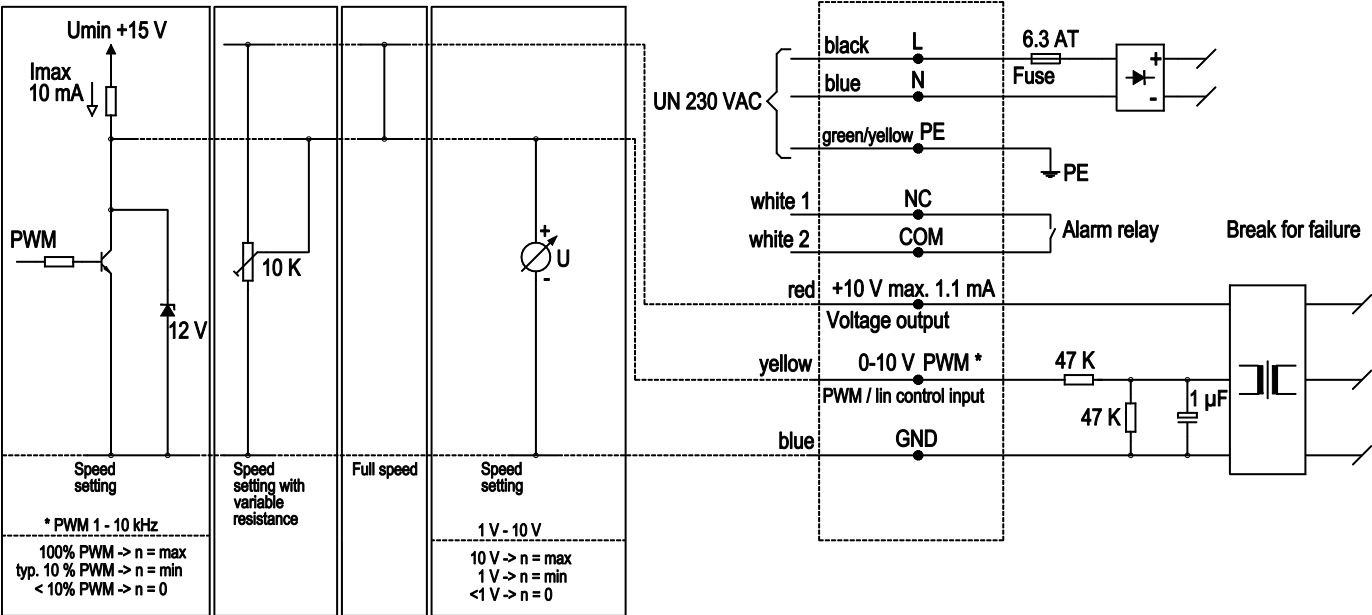 Umin +15 V
Imax
10 mA
PWM
12 V
Speed
setting
* PWM 1 - 10 kHz
100% PWM -> n = max
typ. 10 % PWM -> n = min
< 10% PWM -> n = 0
10 K
Speed
setting with
variable
resistance
Full speed
+
U
-
Speed
setting
1 V - 10 V
10 V -> n = max
1 V -> n = min
<1 V -> n = 0
UN 230 VAC
black
L
6.3 AT
Fuse
+
-
blue
N
green/yellow
PE
PE
white 1
NC
white 2
COM
Alarm relay
Break for failure
red
+10 V max. 1.1 mA
Voltage output
yellow
0-10 V PWM *
PWM / lin control input
47 K
47 K
1 µF
blue
GND